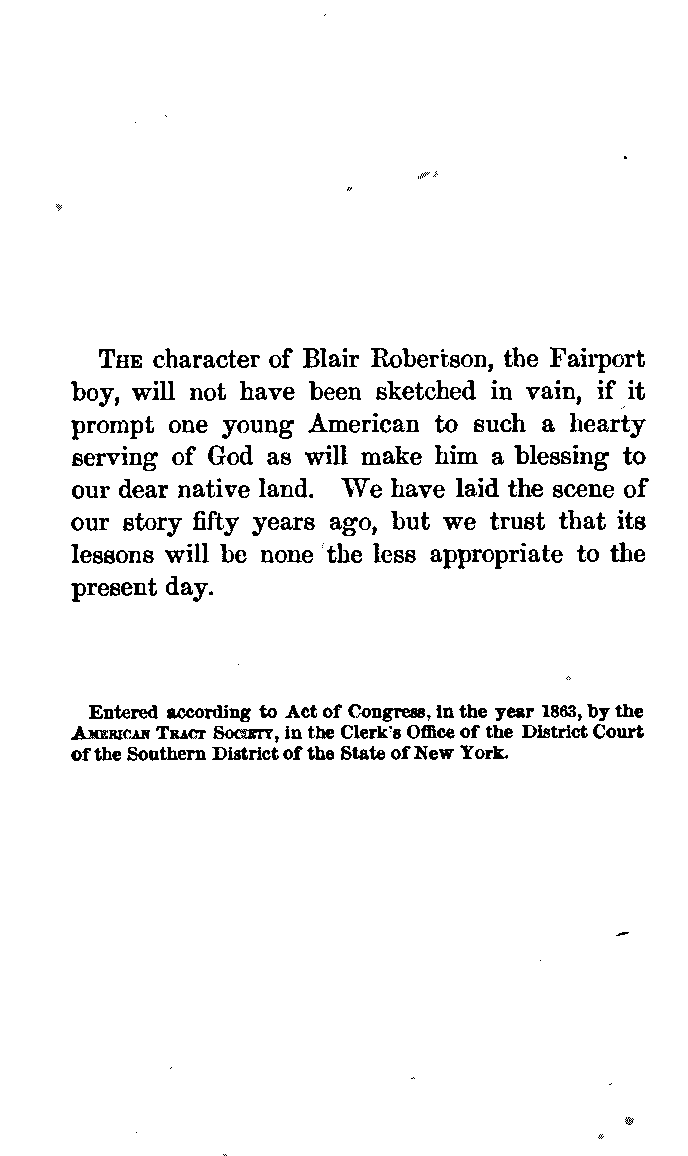 THE character of Blair Robertson, the Fairport
boy, will not have been sketched in vain, if it
prompt one young American to such a hearty
serving of God as will make him a blessing to
our dear native land. We have laid the scene of
our story fifty years ago, but we trust that its
lessons will be none the less appropriate to the
present day.
Entered according to Act of Congress, in the year 1863, by the
AMERICAN TRACT SOCIETY, in the Clerk's Office of the District Court
of the Southern District of the State of New York.